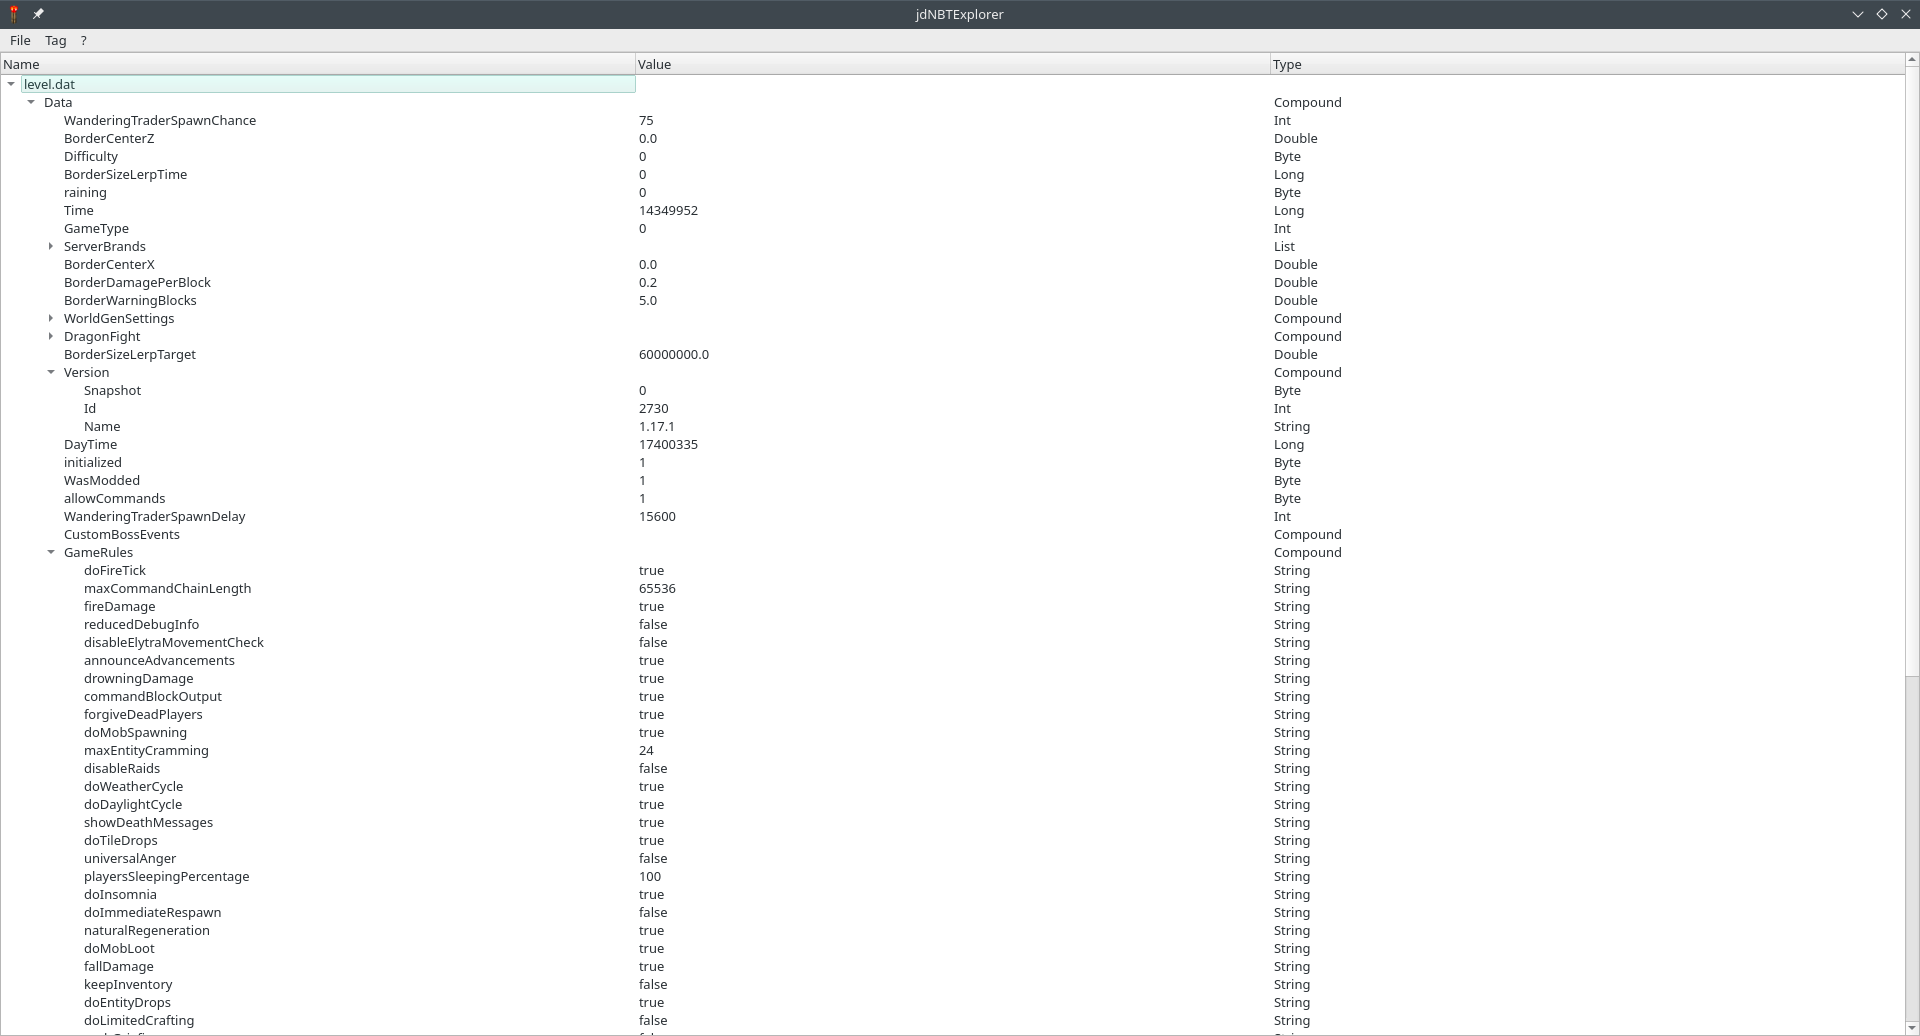 jdNBTExplorer
File Tag ?
Name Value Type
level.dat
Data Compound
WanderingTraderSpawnChance 75 Int
BorderCenterZ 0.0 Double
Difficulty 0 Byte
BorderSizeLerpTime 0 Long
raining 0 Byte
Time 14349952 Long
GameType 0 Int
ServerBrands List
BorderCenterX 0.0 Double
BorderDamagePerBlock 0.2 Double
BorderWarningBlocks 5.0 Double
WorldGenSettings Compound
DragonFight Compound
BorderSizeLerpTarget 60000000.0 Double
Version Compound
Snapshot 0 Byte
Id 2730 Int
Name 1.17.1 String
DayTime 17400335 Long
initialized 1 Byte
WasModded 1 Byte
allowCommands 1 Byte
WanderingTraderSpawnDelay 15600 Int
CustomBossEvents Compound
GameRules Compound
doFireTick true String
maxCommandChainLength 65536 String
fireDamage true String
reducedDebugInfo false String
disableElytraMovementCheck false String
announceAdvancements true String
drowningDamage true String
commandBlockOutput true String
forgiveDeadPlayers true String
doMobSpawning true String
maxEntityCramming 24 String
disableRaids false String
doWeatherCycle true String
doDaylightCycle true String
showDeathMessages true String
doTileDrops true String
universalAnger false String
playersSleepingPercentage 100 String
doInsomnia true String
doImmediateRespawn false String
naturalRegeneration true String
doMobLoot true String
fallDamage true String
keepInventory false String
doEntityDrops true String
doLimitedCrafting false String